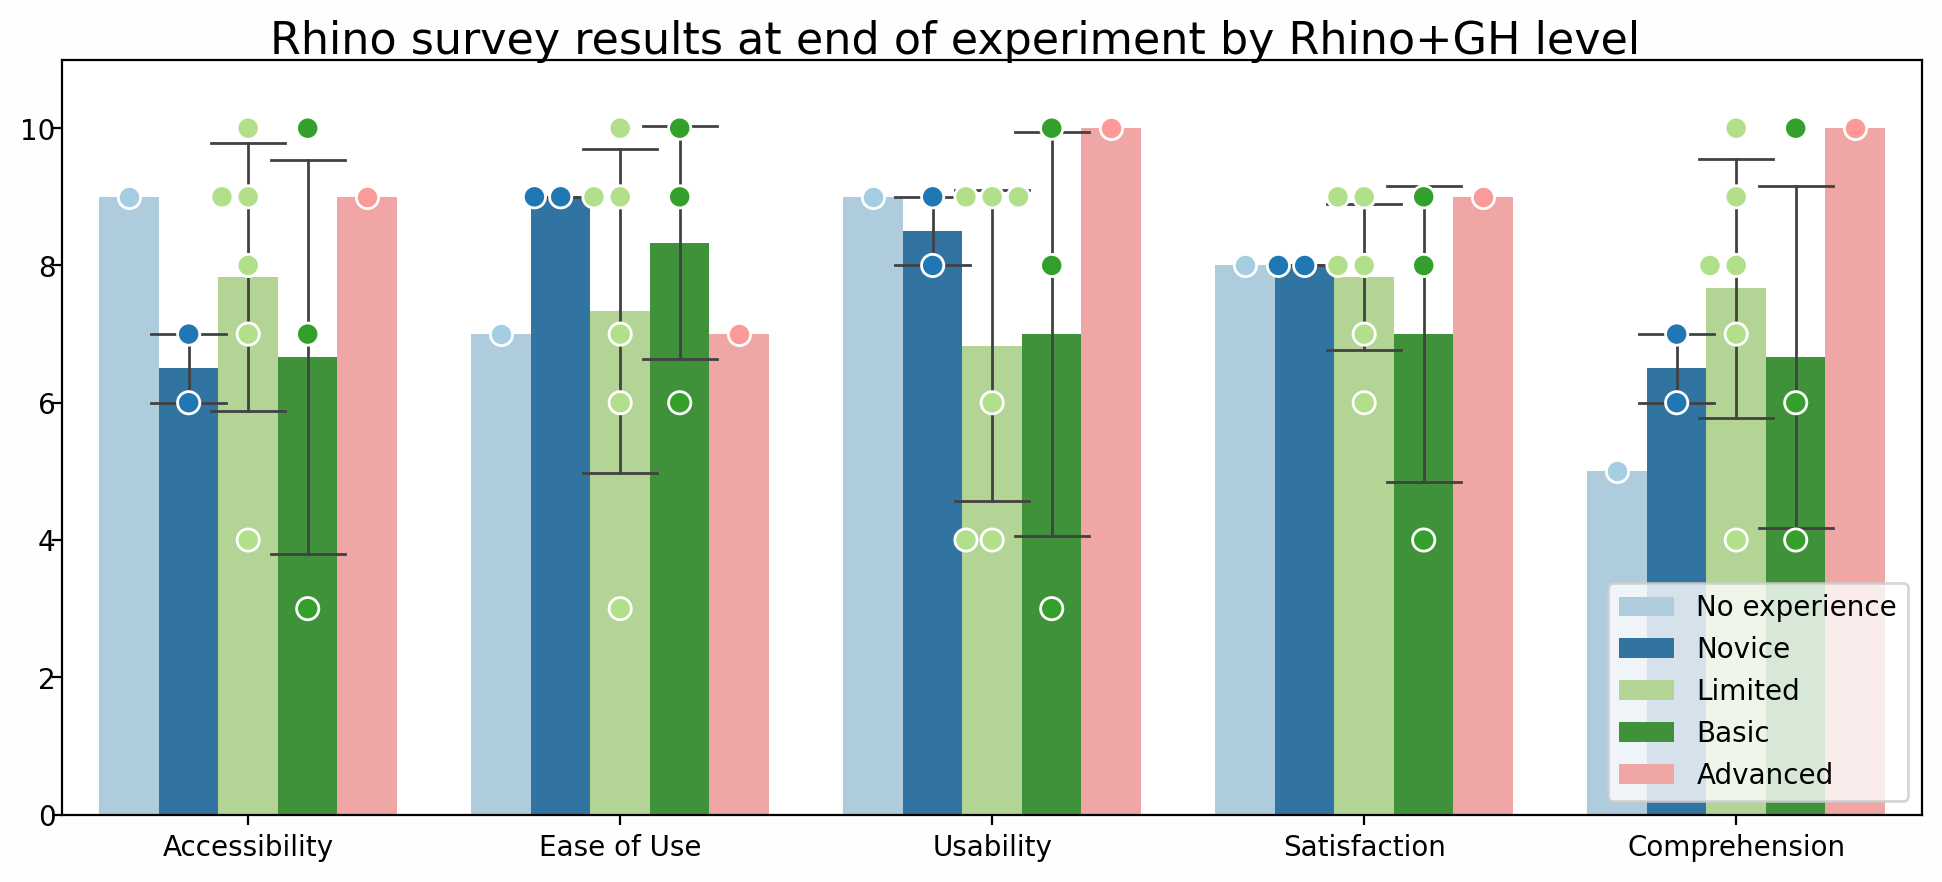 Rhino survey results at end of experiment by Rhino+GH level
10
8
6
4
2
0
Accessibility
Ease of Use
Usability
Satisfaction
Comprehension
No experience
Novice
Limited
Basic
Advanced